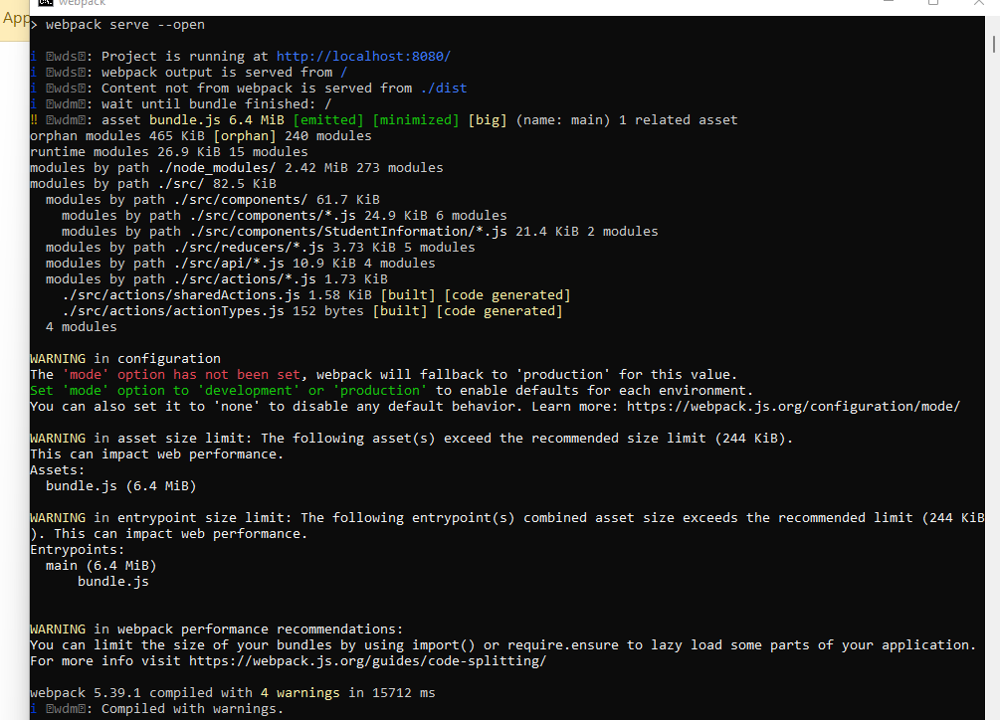 webpack
App
> webpack serve --open
i ⍰wds⍰: Project is running at http://localhost:8080/
i ⍰wds⍰: webpack output is served from /
i ⍰wds⍰: Content not from webpack is served from ./dist
i ⍰wdm⍰: wait until bundle finished: /
‼ ⍰wdm⍰: asset bundle.js 6.4 MiB [emitted] [minimized] [big] (name: main) 1 related asset
orphan modules 465 KiB [orphan] 240 modules
runtime modules 26.9 KiB 15 modules
modules by path ./node_modules/ 2.42 MiB 273 modules
modules by path ./src/ 82.5 KiB
  modules by path ./src/components/ 61.7 KiB
    modules by path ./src/components/*.js 24.9 KiB 6 modules
    modules by path ./src/components/StudentInformation/*.js 21.4 KiB 2 modules
  modules by path ./src/reducers/*.js 3.73 KiB 5 modules
  modules by path ./src/api/*.js 10.9 KiB 4 modules
  modules by path ./src/actions/*.js 1.73 KiB
    ./src/actions/sharedActions.js 1.58 KiB [built] [code generated]
    ./src/actions/actionTypes.js 152 bytes [built] [code generated]
  4 modules
WARNING in configuration
The 'mode' option has not been set, webpack will fallback to 'production' for this value.
Set 'mode' option to 'development' or 'production' to enable defaults for each environment.
You can also set it to 'none' to disable any default behavior. Learn more: https://webpack.js.org/configuration/mode/
WARNING in asset size limit: The following asset(s) exceed the recommended size limit (244 KiB).
This can impact web performance.
Assets:
  bundle.js (6.4 MiB)
WARNING in entrypoint size limit: The following entrypoint(s) combined asset size exceeds the recommended limit (244 KiB
). This can impact web performance.
Entrypoints:
  main (6.4 MiB)
      bundle.js
WARNING in webpack performance recommendations:
You can limit the size of your bundles by using import() or require.ensure to lazy load some parts of your application.
For more info visit https://webpack.js.org/guides/code-splitting/
webpack 5.39.1 compiled with 4 warnings in 15712 ms
i ⍰wdm⍰: Compiled with warnings.